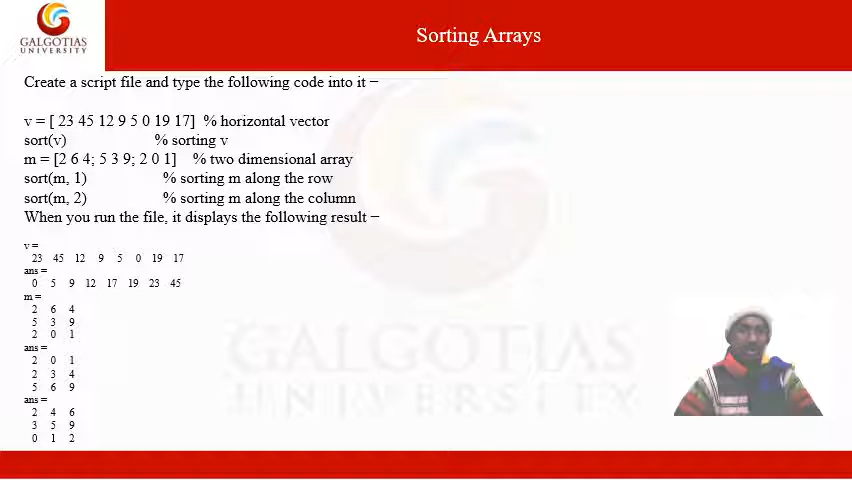 GALGOTIAS
UNIVERSITY
Sorting Arrays
Create a script file and type the following code into it −
v = [ 23 45 12 9 5 0 19 17] % horizontal vector
sort(v) % sorting v
m = [2 6 4; 5 3 9; 2 0 1] % two dimensional array
sort(m, 1) % sorting m along the row
sort(m, 2) % sorting m along the column
When you run the file, it displays the following result −
v =
23 45 12 9 5 0 19 17
ans =
0 5 9 12 17 19 23 45
m =
2 6 4
5 3 9
2 0 1
ans =
2 0 1
2 3 4
5 6 9
ans =
2 4 6
3 5 9
0 1 2
GALGOTIAS
UNIVERSITY